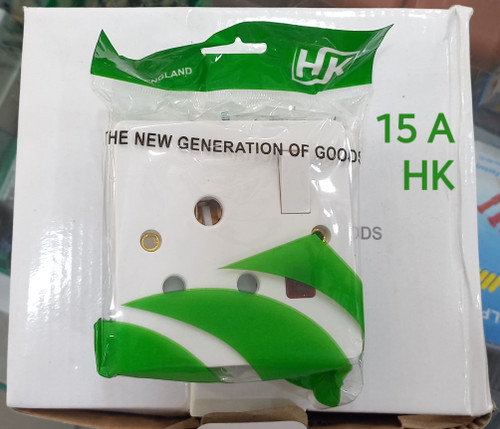 ENGLAND
HK
THE NEW GENERATION OF GOODS
15 A
HK
ODS